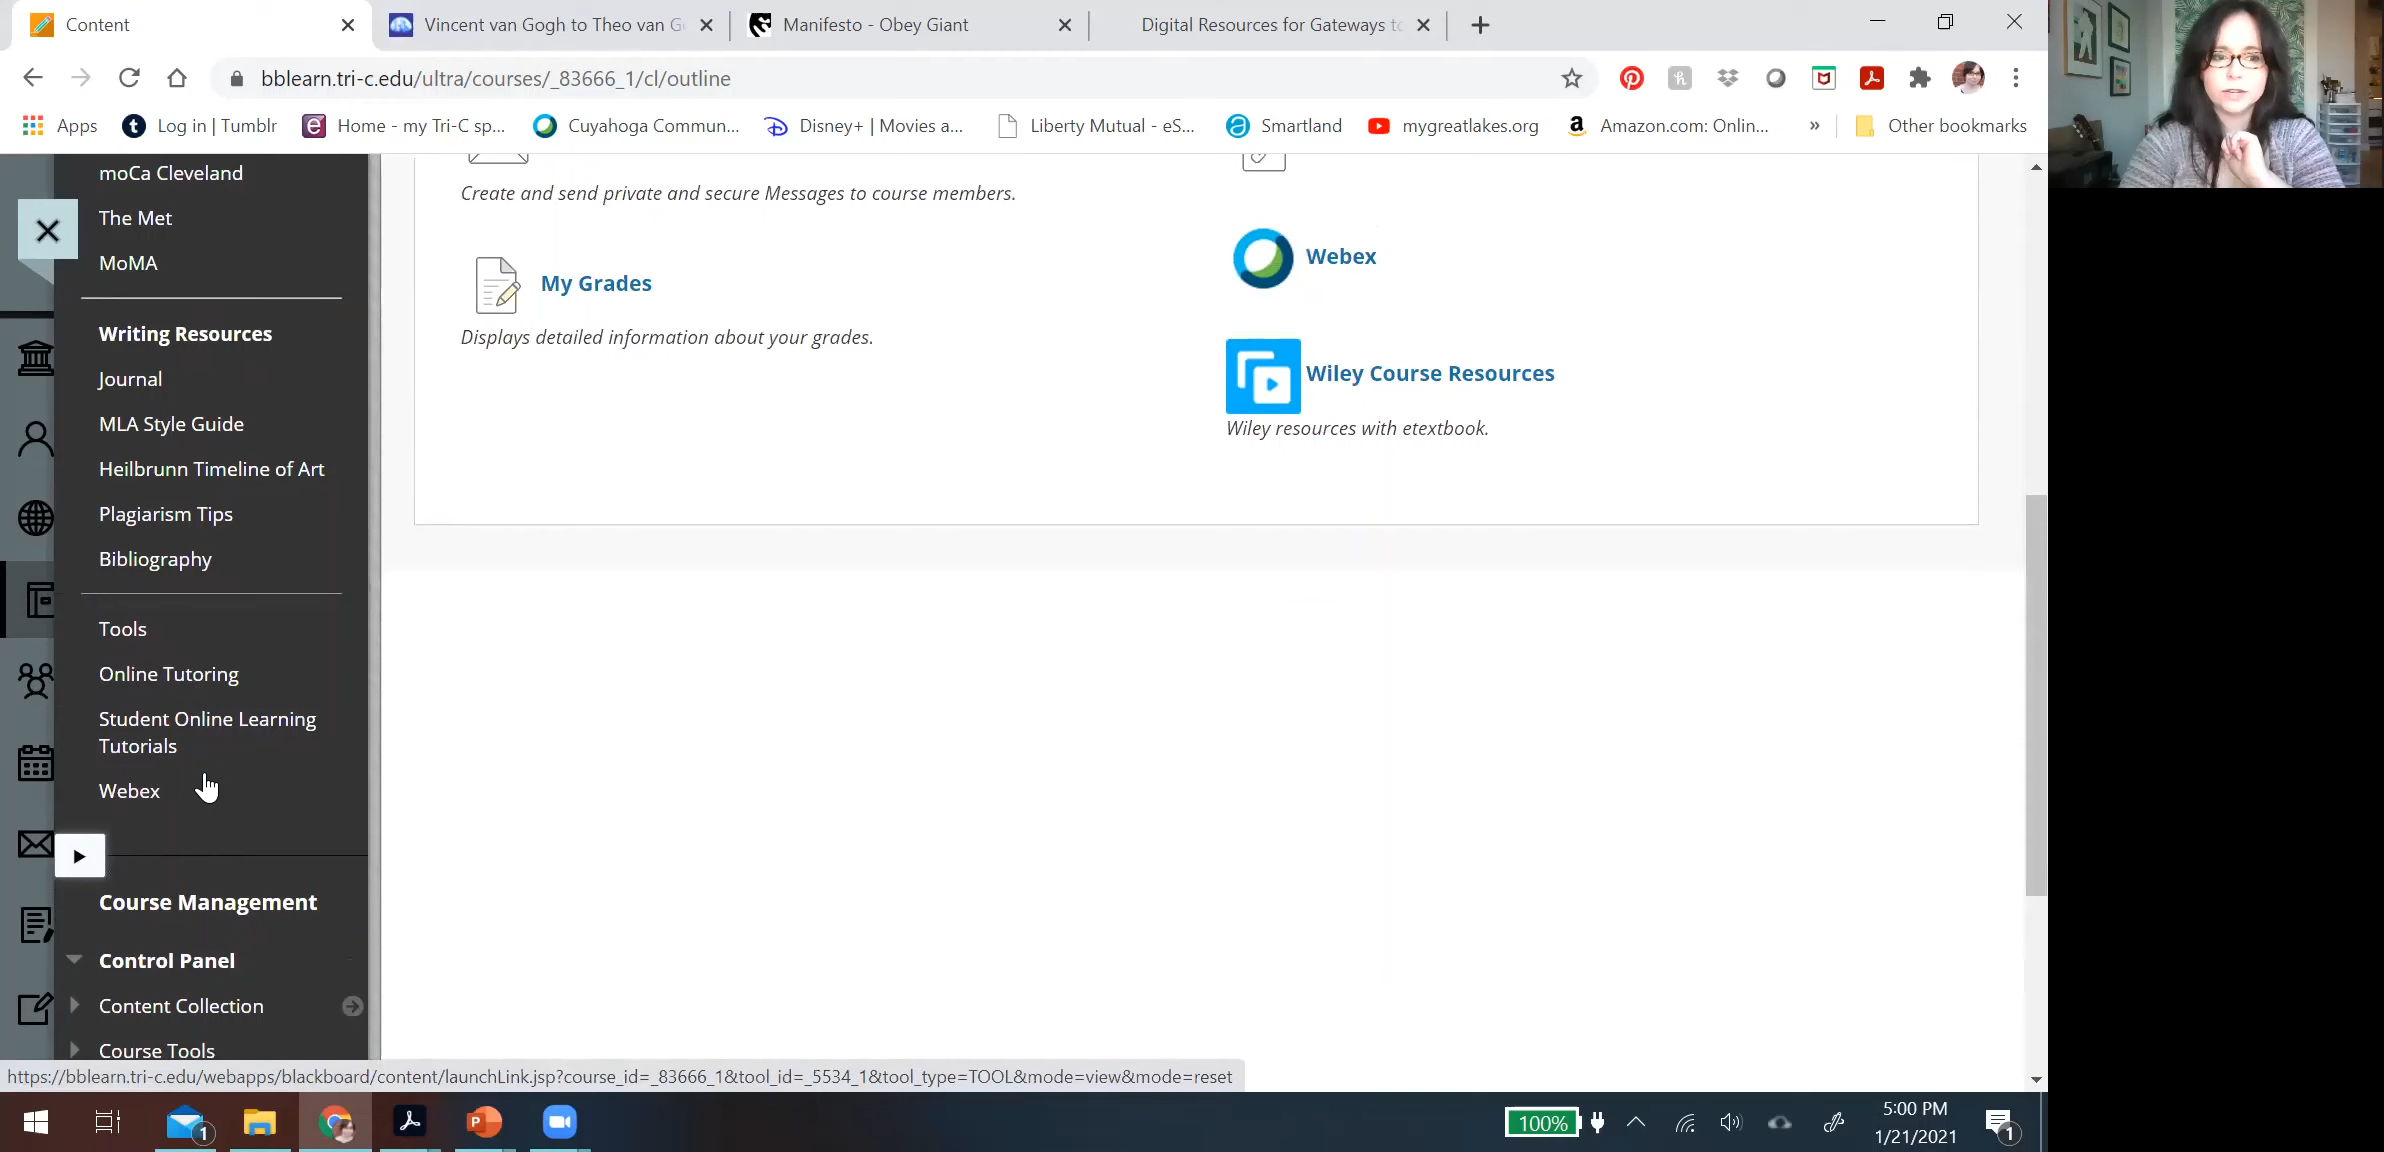 Content
Vincent van Gogh to Theo van G
Manifesto - Obey Giant
Digital Resources for Gateways to
bblearn.tri-c.edu/ultra/courses/_83666_1/cl/outline
Apps
Log in | Tumblr
Home - my Tri-C sp...
Cuyahoga Commun...
Disney+ | Movies a...
Liberty Mutual - eS...
Smartland
mygreatlakes.org
Amazon.com: Onlin...
»
Other bookmarks
moCa Cleveland
The Met
MoMA
Writing Resources
Journal
MLA Style Guide
Heilbrunn Timeline of Art
Plagiarism Tips
Bibliography
Tools
Online Tutoring
Student Online Learning
Tutorials
Webex
Course Management
Control Panel
Content Collection
Course Tools
Create and send private and secure Messages to course members.
My Grades
Displays detailed information about your grades.
Webex
Wiley Course Resources
Wiley resources with etextbook.
https://bblearn.tri-c.edu/webapps/blackboard/content/launchLink.jsp?course_id=_83666_1&tool_id=_5534_1&tool_type=TOOL&mode=view&mode=reset
1
100%
5:00 PM
1/21/2021
1